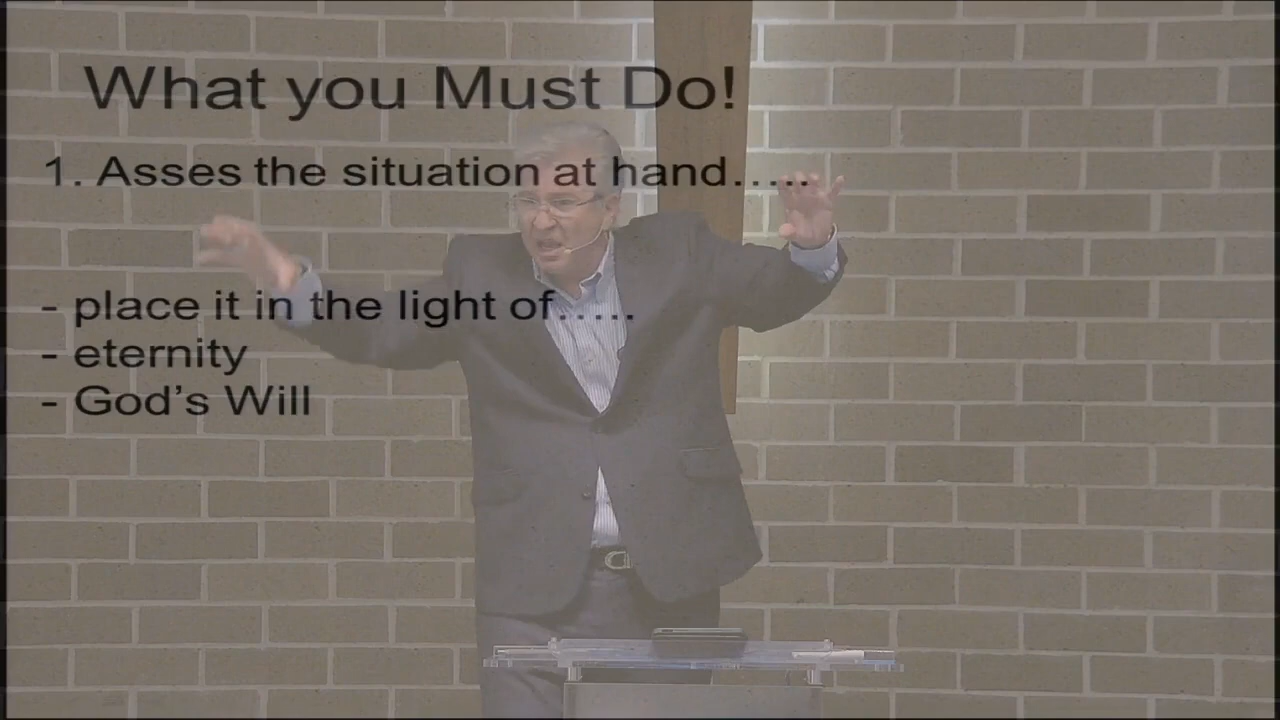 What you Must Do!
1. Asses the situation at hand…..
- place it in the light of…..
- eternity
- God’s Will